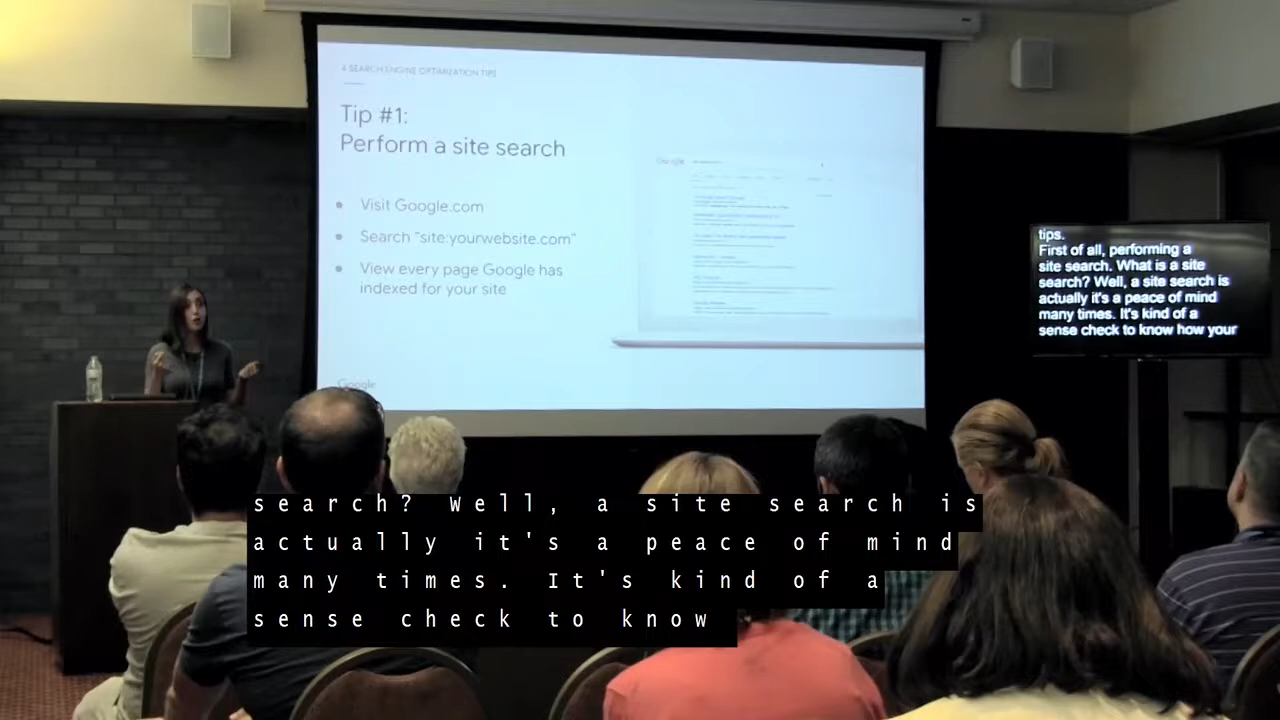 4 SEARCH ENGINE OPTIMIZATION TIPS
Tip #1:
Perform a site search
● Visit Google.com
● Search "site:yourwebsite.com"
● View every page Google has
indexed for your site
Google
Google
tips.
First of all, performing a
site search. What is a site
search? Well, a site search is
actually it's a peace of mind
many times. It's kind of a
sense check to know how your
search? Well, a site search is
actually it's a peace of mind
many times. It's kind of a
sense check to know